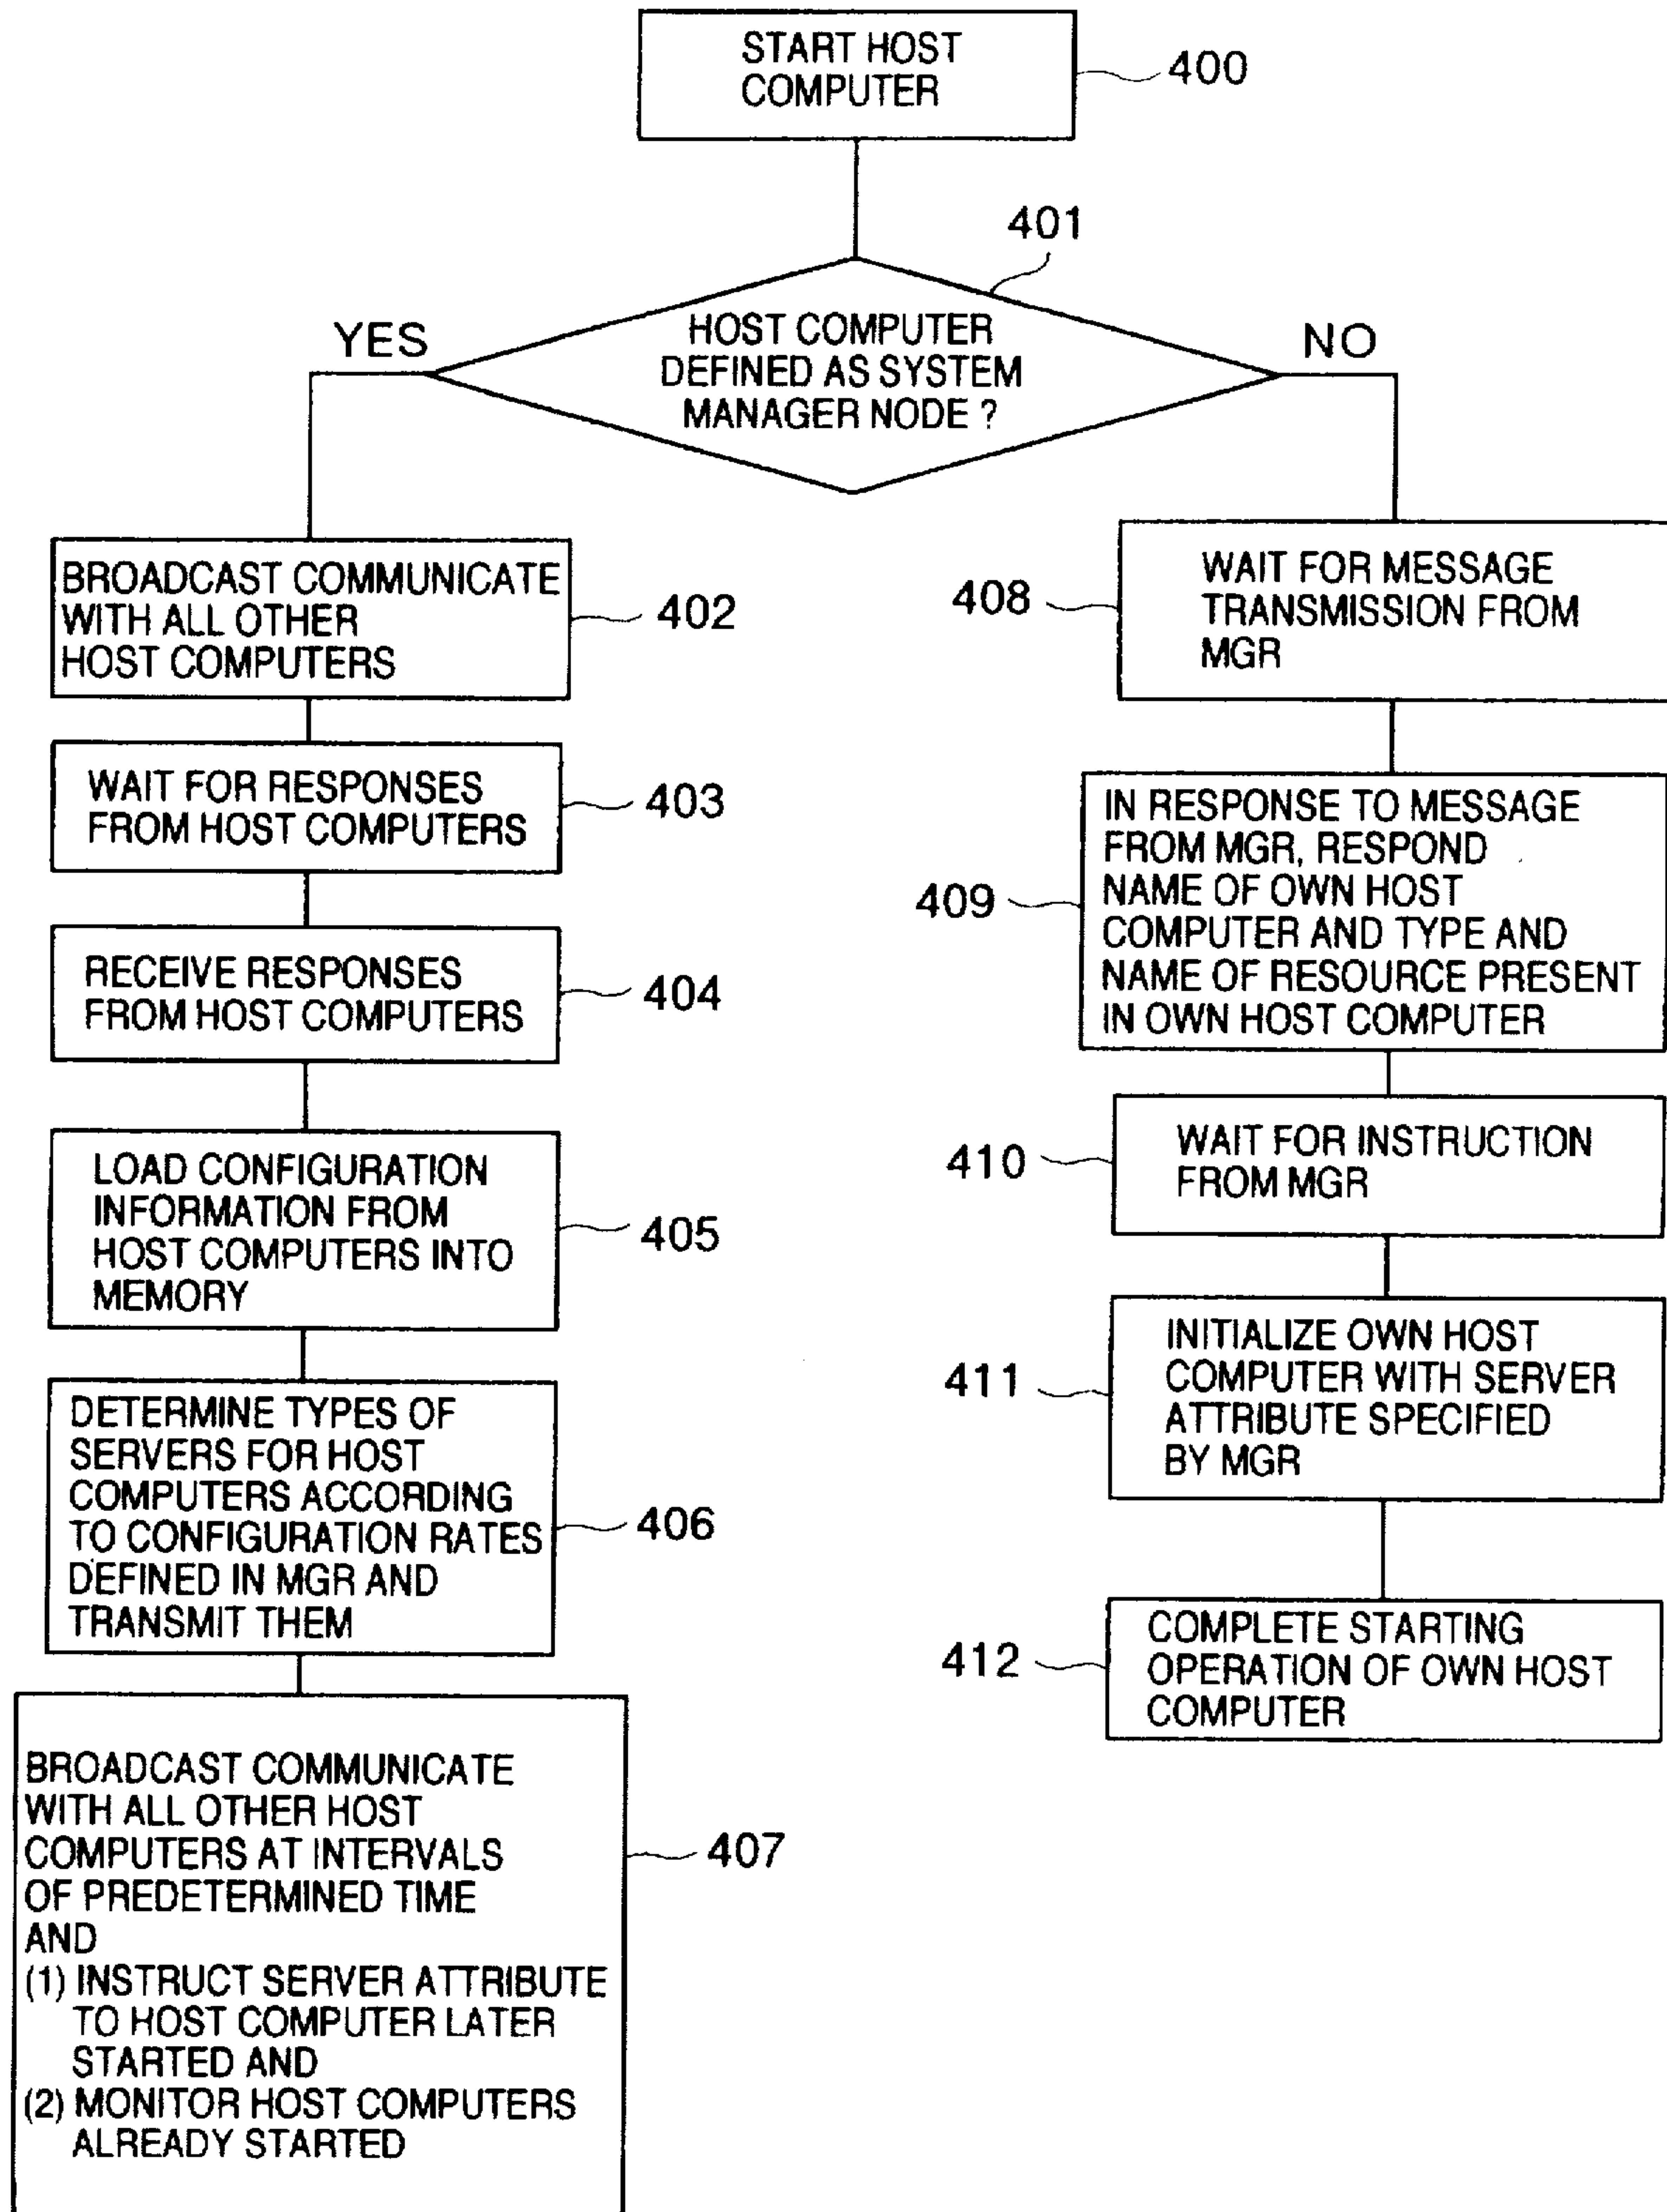 START HOST
COMPUTER
400
401
YES
HOST COMPUTER
DEFINED AS SYSTEM
MANAGER NODE ?
NO
BROADCAST COMMUNICATE
WITH ALL OTHER
HOST COMPUTERS
402
WAIT FOR RESPONSES
FROM HOST COMPUTERS
403
RECEIVE RESPONSES
FROM HOST COMPUTERS
404
LOAD CONFIGURATION
INFORMATION FROM
HOST COMPUTERS INTO
MEMORY
405
DETERMINE TYPES OF
SERVERS FOR HOST
COMPUTERS ACCORDING
TO CONFIGURATION RATES
DEFINED IN MGR AND
TRANSMIT THEM
406
BROADCAST COMMUNICATE
WITH ALL OTHER HOST
COMPUTERS AT INTERVALS
OF PREDETERMINED TIME
AND
(1) INSTRUCT SERVER ATTRIBUTE
TO HOST COMPUTER LATER
STARTED AND
(2) MONITOR HOST COMPUTERS
ALREADY STARTED
407
408
WAIT FOR MESSAGE
TRANSMISSION FROM
MGR
409
IN RESPONSE TO MESSAGE
FROM MGR, RESPOND
NAME OF OWN HOST
COMPUTER AND TYPE AND
NAME OF RESOURCE PRESENT
IN OWN HOST COMPUTER
410
WAIT FOR INSTRUCTION
FROM MGR
411
INITIALIZE OWN HOST
COMPUTER WITH SERVER
ATTRIBUTE SPECIFIED
BY MGR
412
COMPLETE STARTING
OPERATION OF OWN HOST
COMPUTER